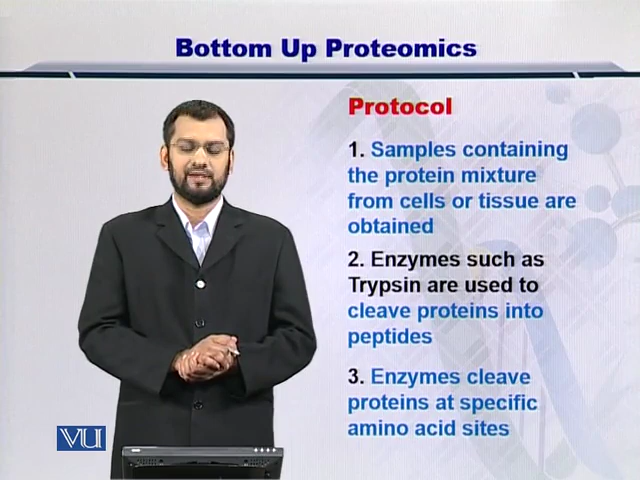 Bottom Up Proteomics
Protocol
1. Samples containing
the protein mixture
from cells or tissue are
obtained
2. Enzymes such as
Trypsin are used to
cleave proteins into
peptides
3. Enzymes cleave
proteins at specific
amino acid sites
VU